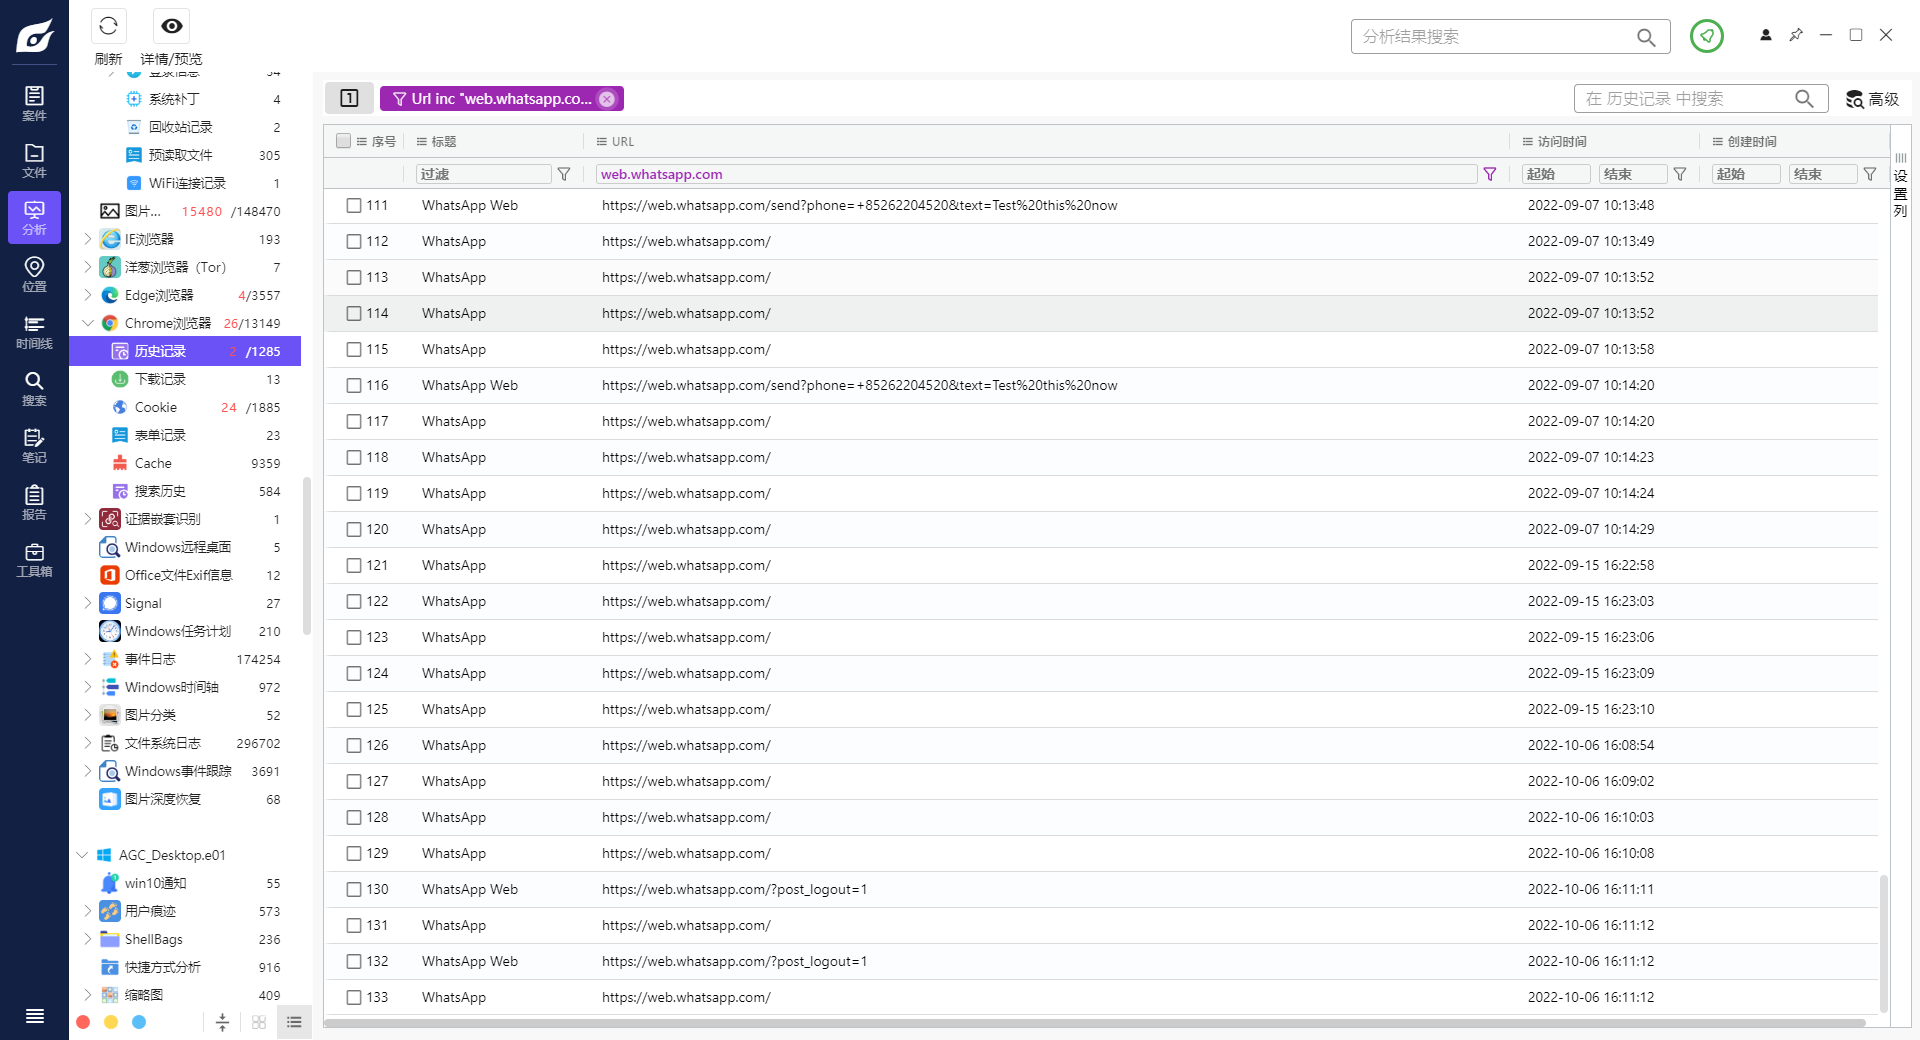 刷新
详情/预览
分析结果搜索
案件
文件
分析
位置
时间线
搜索
笔记
报告
工具箱
登录信息 34
系统补丁 4
回收站记录 2
预读取文件 305
WiFi连接记录 1
图片... 15480 /148470
IE浏览器 193
洋葱浏览器（Tor） 7
Edge浏览器 4/3557
Chrome浏览器 26/13149
历史记录 2 /1285
下载记录 13
Cookie 24 /1885
表单记录 23
Cache 9359
搜索历史 584
证据嵌套识别 1
Windows远程桌面 5
Office文件Exif信息 12
Signal 27
Windows任务计划 210
事件日志 174254
Windows时间轴 972
图片分类 52
文件系统日志 296702
Windows事件跟踪 3691
图片深度恢复 68
AGC_Desktop.e01
win10通知 55
用户痕迹 573
ShellBags 236
快捷方式分析 916
缩略图 409
1 Url inc "web.whatsapp.co...
在 历史记录 中搜索
高级
序号 标题 URL 访问时间 创建时间
过滤 web.whatsapp.com 起始 结束 起始 结束
设置列
111 WhatsApp Web https://web.whatsapp.com/send?phone=+85262204520&text=Test%20this%20now 2022-09-07 10:13:48
112 WhatsApp https://web.whatsapp.com/ 2022-09-07 10:13:49
113 WhatsApp https://web.whatsapp.com/ 2022-09-07 10:13:52
114 WhatsApp https://web.whatsapp.com/ 2022-09-07 10:13:52
115 WhatsApp https://web.whatsapp.com/ 2022-09-07 10:13:58
116 WhatsApp Web https://web.whatsapp.com/send?phone=+85262204520&text=Test%20this%20now 2022-09-07 10:14:20
117 WhatsApp https://web.whatsapp.com/ 2022-09-07 10:14:20
118 WhatsApp https://web.whatsapp.com/ 2022-09-07 10:14:23
119 WhatsApp https://web.whatsapp.com/ 2022-09-07 10:14:24
120 WhatsApp https://web.whatsapp.com/ 2022-09-07 10:14:29
121 WhatsApp https://web.whatsapp.com/ 2022-09-15 16:22:58
122 WhatsApp https://web.whatsapp.com/ 2022-09-15 16:23:03
123 WhatsApp https://web.whatsapp.com/ 2022-09-15 16:23:06
124 WhatsApp https://web.whatsapp.com/ 2022-09-15 16:23:09
125 WhatsApp https://web.whatsapp.com/ 2022-09-15 16:23:10
126 WhatsApp https://web.whatsapp.com/ 2022-10-06 16:08:54
127 WhatsApp https://web.whatsapp.com/ 2022-10-06 16:09:02
128 WhatsApp https://web.whatsapp.com/ 2022-10-06 16:10:03
129 WhatsApp https://web.whatsapp.com/ 2022-10-06 16:10:08
130 WhatsApp Web https://web.whatsapp.com/?post_logout=1 2022-10-06 16:11:11
131 WhatsApp https://web.whatsapp.com/ 2022-10-06 16:11:12
132 WhatsApp Web https://web.whatsapp.com/?post_logout=1 2022-10-06 16:11:12
133 WhatsApp https://web.whatsapp.com/ 2022-10-06 16:11:12